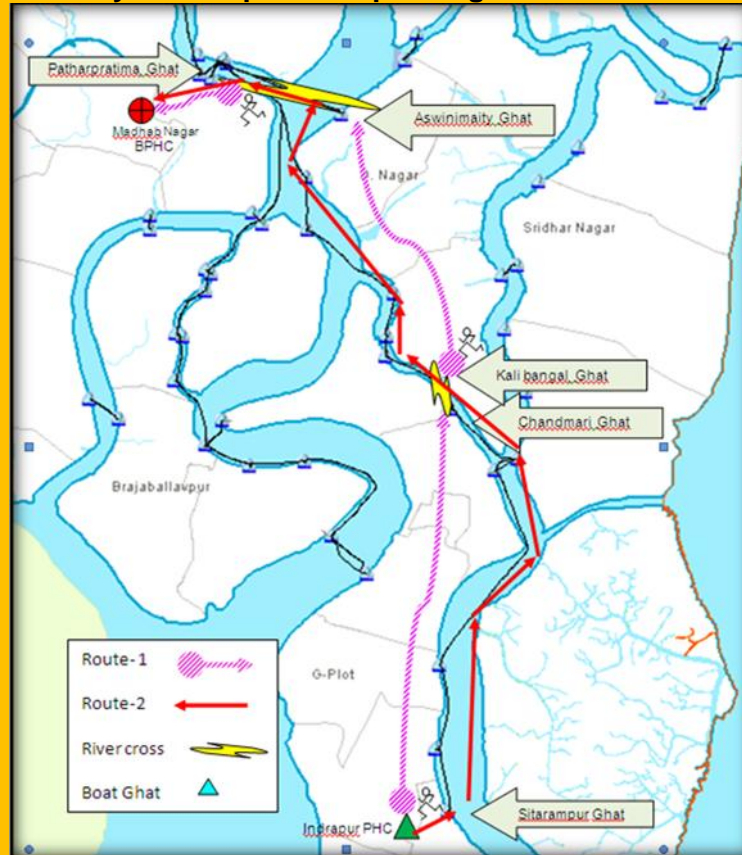 Patharpratima, Ghat
Madhab Nagar
BPHC
Aswinimaity, Ghat
. Nagar
Sridhar Nagar
Kali bangal, Ghat
Chandmari, Ghat
Brajaballavpur
G-Plot
Route-1
Route-2
River cross
Boat Ghat
Indrapur PHC
Sitarampur Ghat